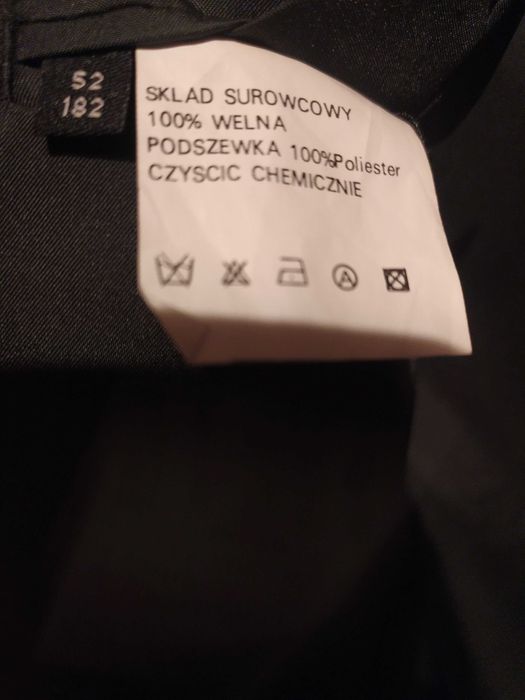 52
182
SKLAD SUROWCOWY
100% WELNA
PODSZEWKA 100%Poliester
CZYSCIC CHEMICZNIE
A